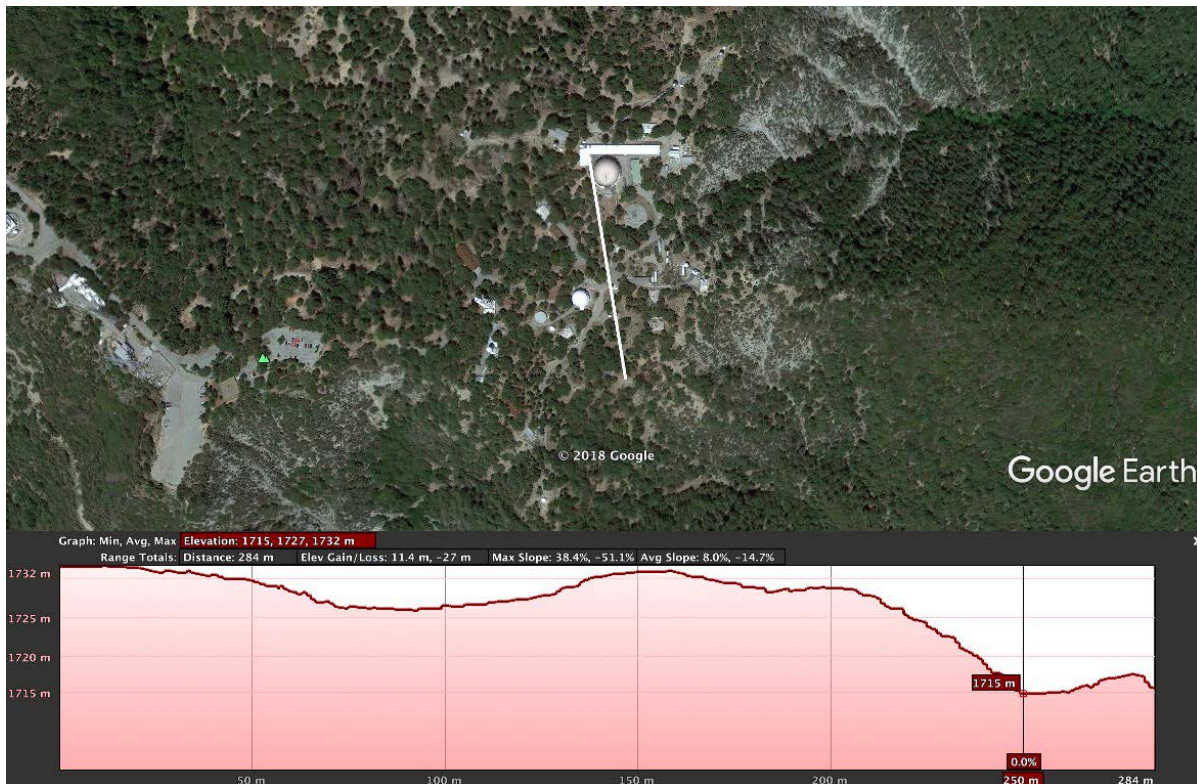 © 2018 Google
Google Earth
Graph: Min, Avg, Max Elevation: 1715, 1727, 1732 m
Range Totals: Distance: 284 m Elev Gain/Loss: 11.4 m, -27 m Max Slope: 38.4%, -51.1% Avg Slope: 8.0%, -14.7%
1732 m
1725 m
1720 m
1715 m
1715 m
0.0%
50 m 100 m 150 m 200 m 250 m 284 m